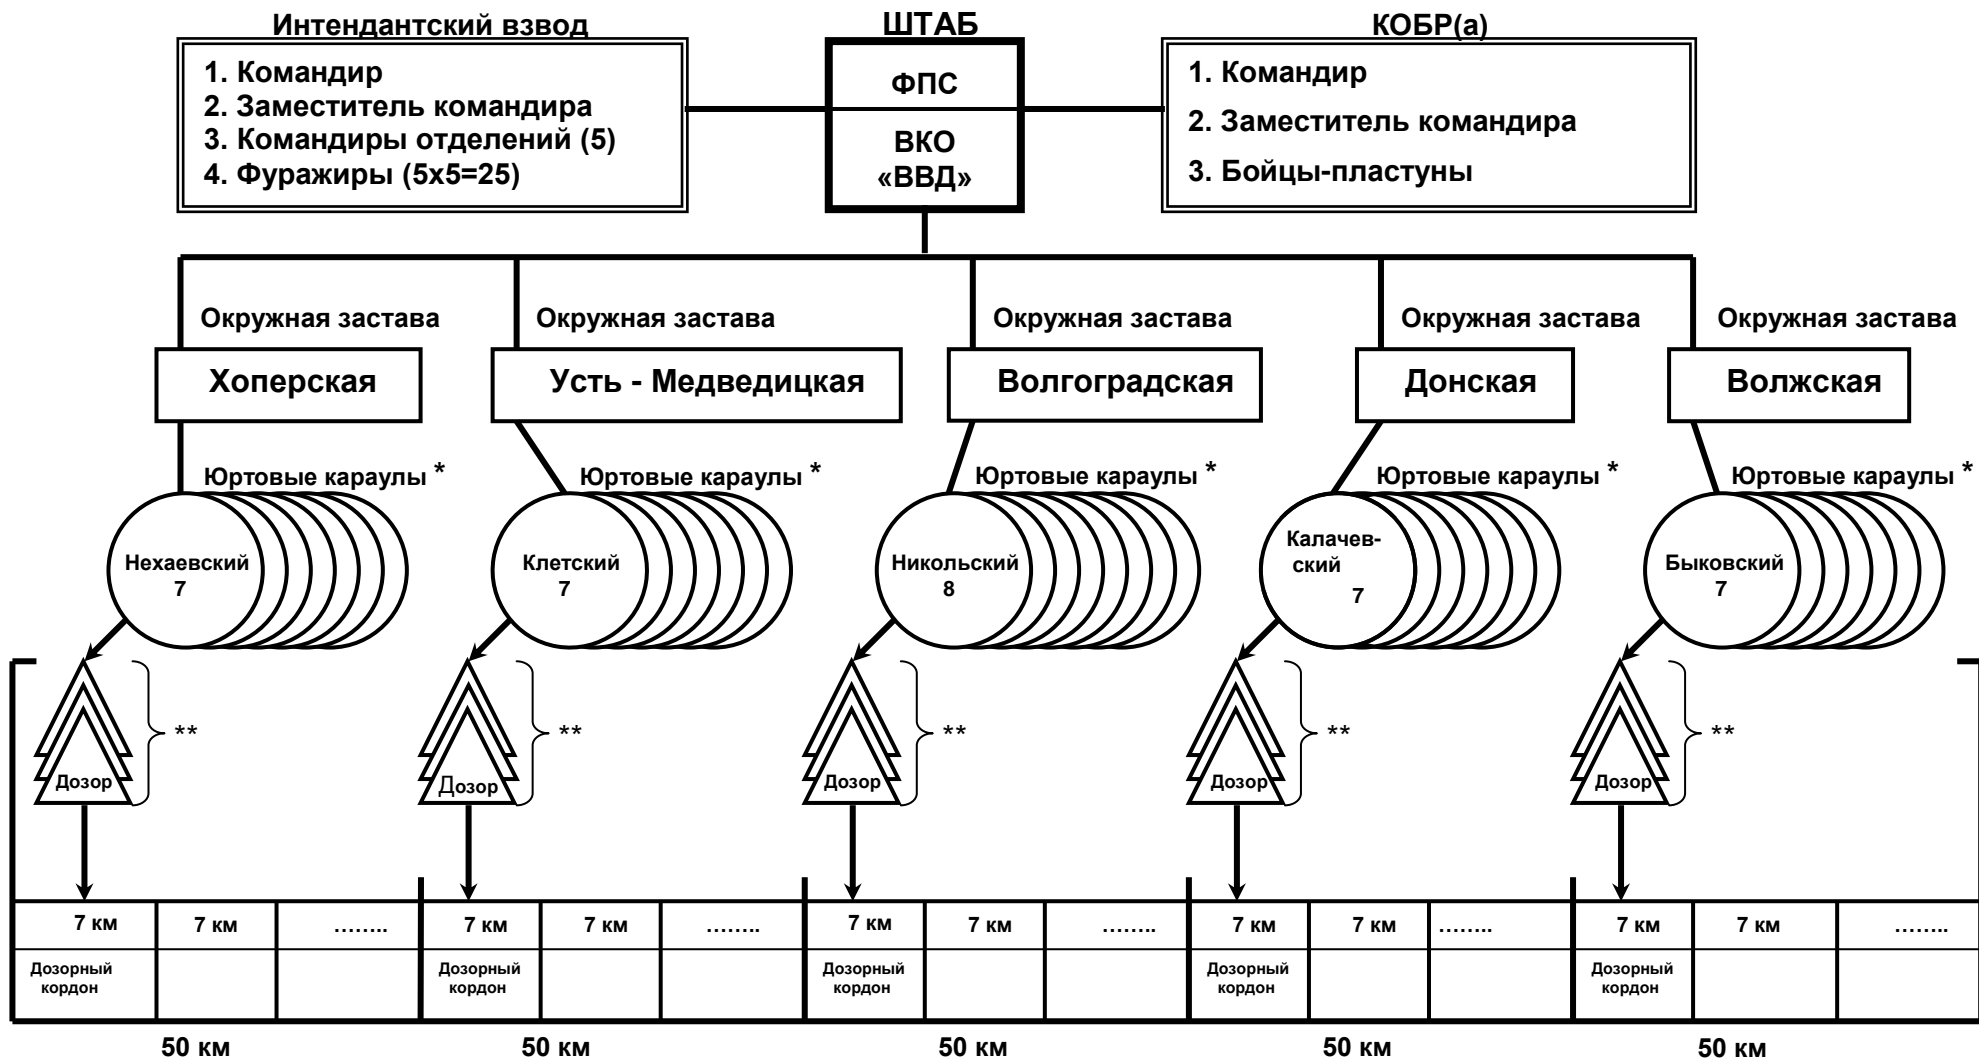 Интендантский взвод
1. Командир
2. Заместитель командира
3. Командиры отделений (5)
4. Фуражиры (5х5=25)
ШТАБ
ФПС
ВКО
«ВВД»
КОБР(а)
1. Командир
2. Заместитель командира
3. Бойцы-пластуны
Окружная застава
Хоперская
Окружная застава
Усть - Медведицкая
Окружная застава
Волгоградская
Окружная застава
Донская
Окружная застава
Волжская
Юртовые караулы *
Нехаевский
7
Юртовые караулы *
Клетский
7
Юртовые караулы *
Никольский
8
Юртовые караулы *
Калачев-
ский
7
Юртовые караулы *
Быковский
7
Дозор
**
Дозор
**
Дозор
**
Дозор
**
Дозор
**
7 км 7 км ……..
7 км 7 км ……..
7 км 7 км ……..
7 км 7 км ……..
7 км 7 км ……..
Дозорный
кордон
Дозорный
кордон
Дозорный
кордон
Дозорный
кордон
Дозорный
кордон
50 км
50 км
50 км
50 км
50 км